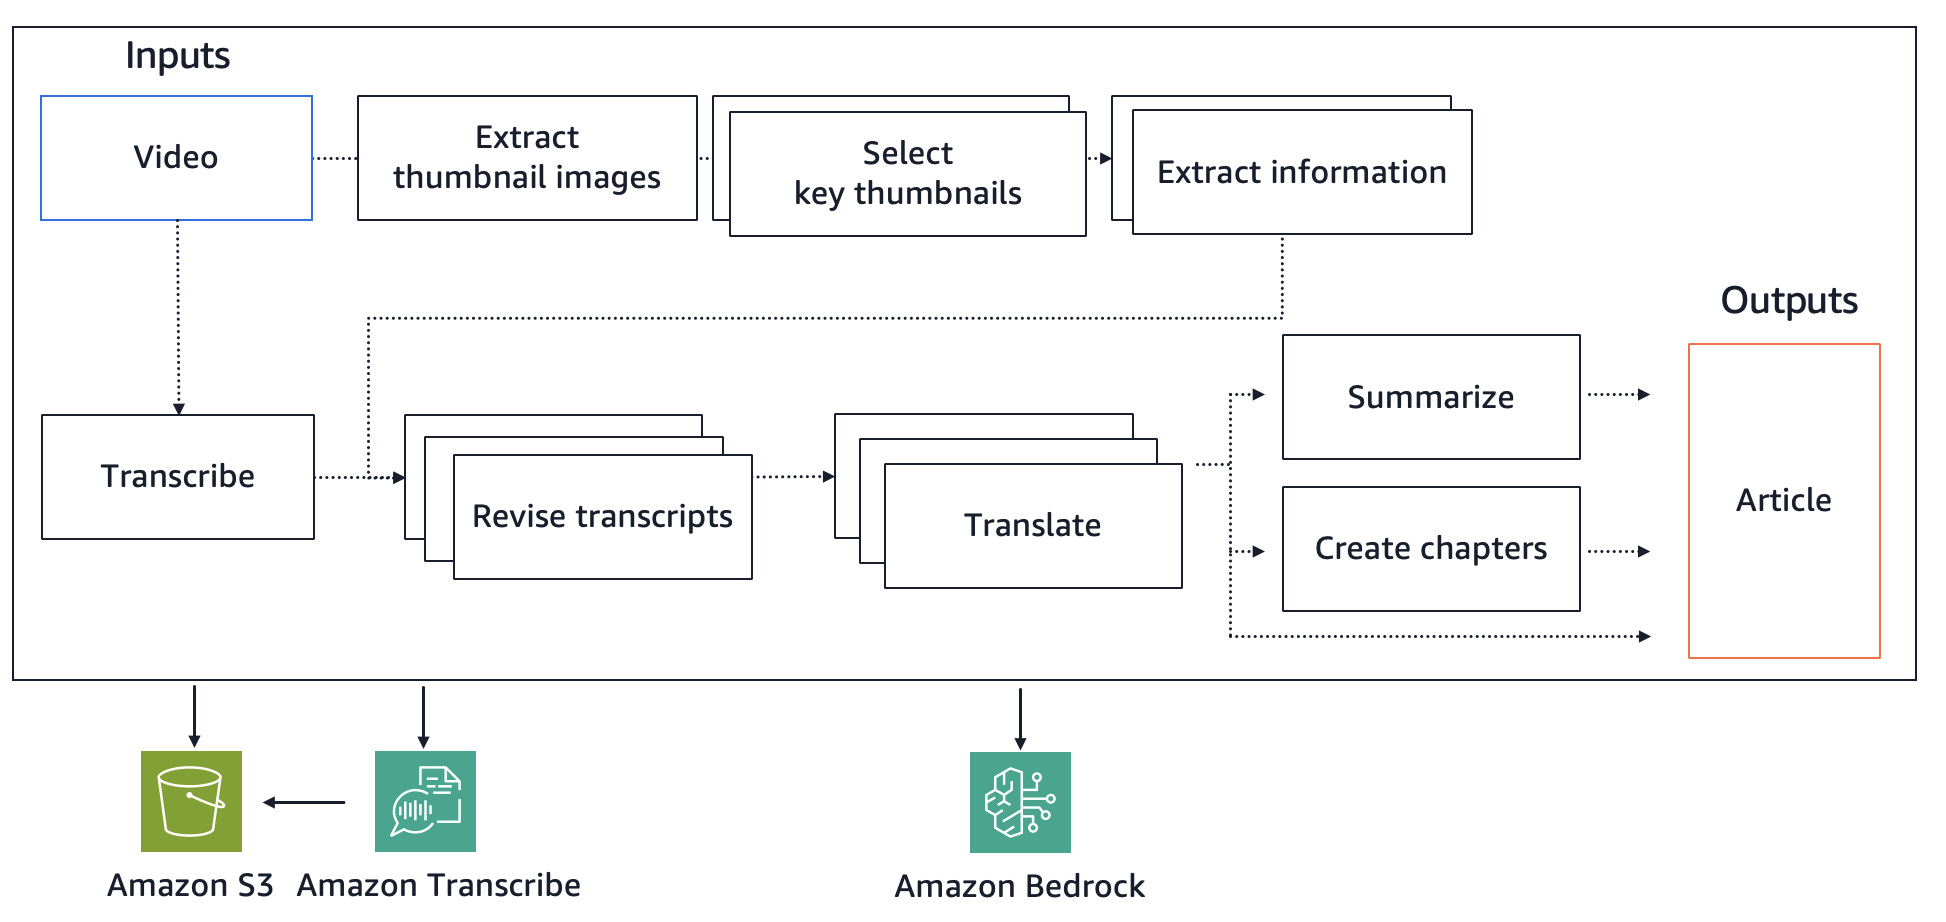 Inputs
Video
Extract
thumbnail images
Select
key thumbnails
Extract information
Outputs
Transcribe
Revise transcripts
Translate
Summarize
Create chapters
Article
Amazon S3
Amazon Transcribe
Amazon Bedrock